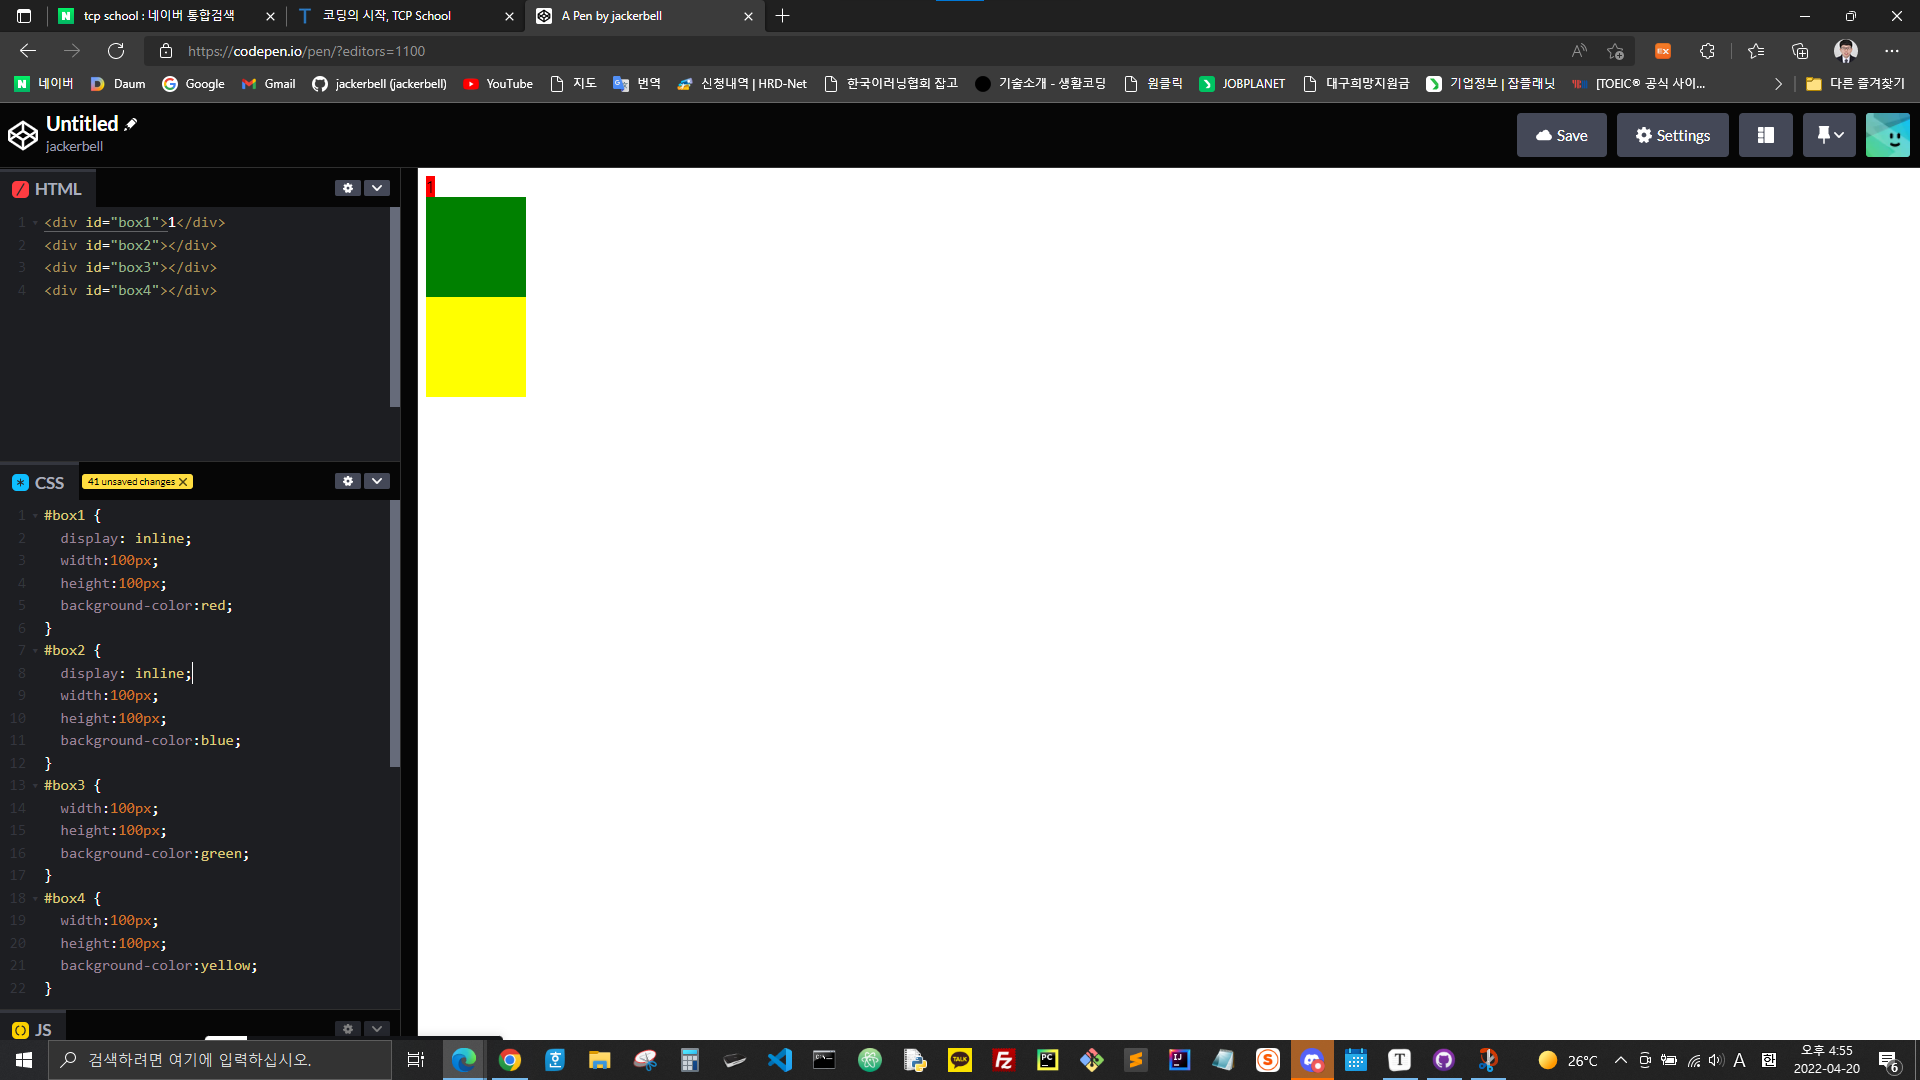 tcp school : 네이버 통합검색
코딩의 시작, TCP School
A Pen by jackerbell
https://codepen.io/pen/?editors=1100
네이버 Daum Google Gmail jackerbell (jackerbell) YouTube 지도 번역 신청내역 | HRD-Net 한국이러닝협회 잡고 기술소개 - 생활코딩 원클릭 JOBPLANET 대구희망지원금 기업정보 | 잡플래닛 [TOEIC® 공식 사이... 다른 즐겨찾기
Untitled
jackerbell
Save Settings
HTML
1 <div id="box1">1</div>
2 <div id="box2"></div>
3 <div id="box3"></div>
4 <div id="box4"></div>
1
CSS 41 unsaved changes
1 #box1 {
2 display: inline;
3 width:100px;
4 height:100px;
5 background-color:red;
6 }
7 #box2 {
8 display: inline;
9 width:100px;
10 height:100px;
11 background-color:blue;
12 }
13 #box3 {
14 width:100px;
15 height:100px;
16 background-color:green;
17 }
18 #box4 {
19 width:100px;
20 height:100px;
21 background-color:yellow;
22 }
JS
검색하려면 여기에 입력하십시오.
26°C A
오후 4:55
2022-04-20
6